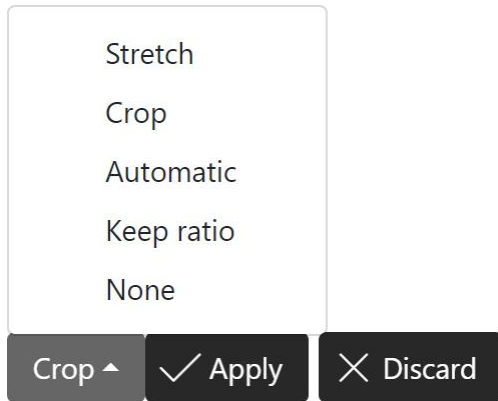 Stretch
Crop
Automatic
Keep ratio
None
Crop Apply Discard